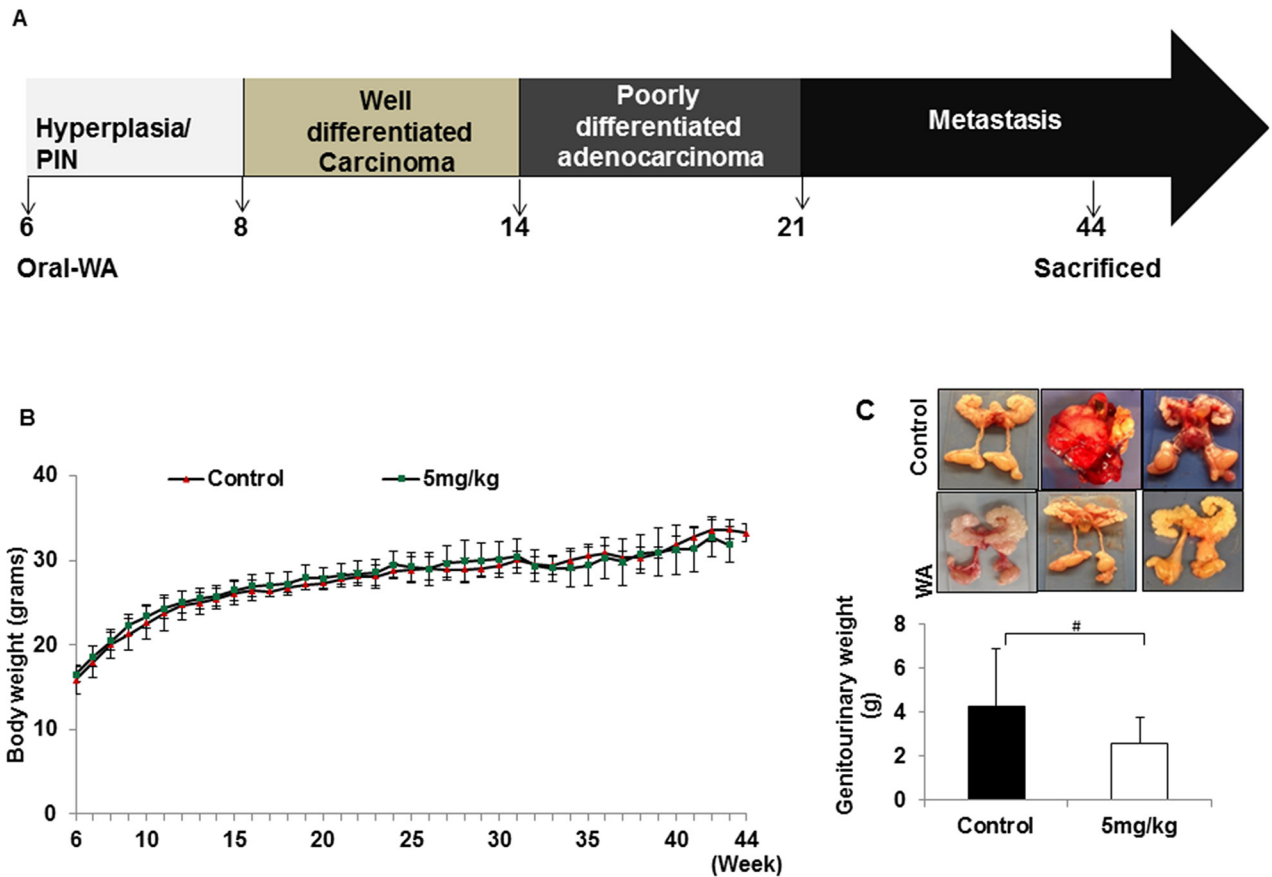 A
Hyperplasia/
PIN
Well
differentiated
Carcinoma
Poorly
differentiated
adenocarcinoma
Metastasis
6
8
14
21
44
Oral-WA
Sacrificed
B
Control
5mg/kg
Body weight (grams)
40
30
20
10
0
6
10
15
20
25
30
35
40
44
(Week)
C
Control
WA
Genitourinary weight
(g)
8
6
4
2
0
#
Control
5mg/kg